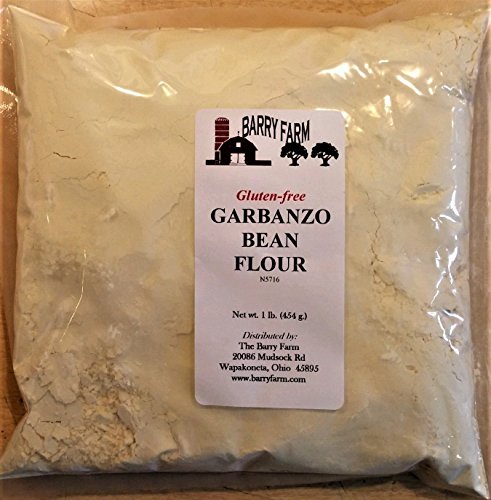 BARRY FARM
Gluten-free
GARBANZO
BEAN
FLOUR
N5716
Net wt. 1 lb. (454 g.)
Distributed by:
The Barry Farm
20086 Mudsock Rd
Wapakoneta, Ohio 45895
www.barryfarm.com